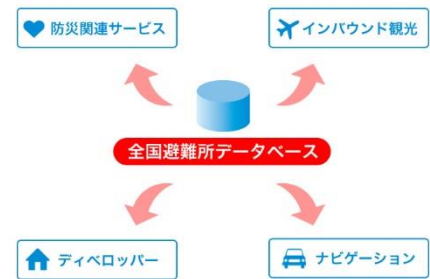 防災関連サービス
インバウンド観光
全国避難所データベース
ディベロッパー
ナビゲーション